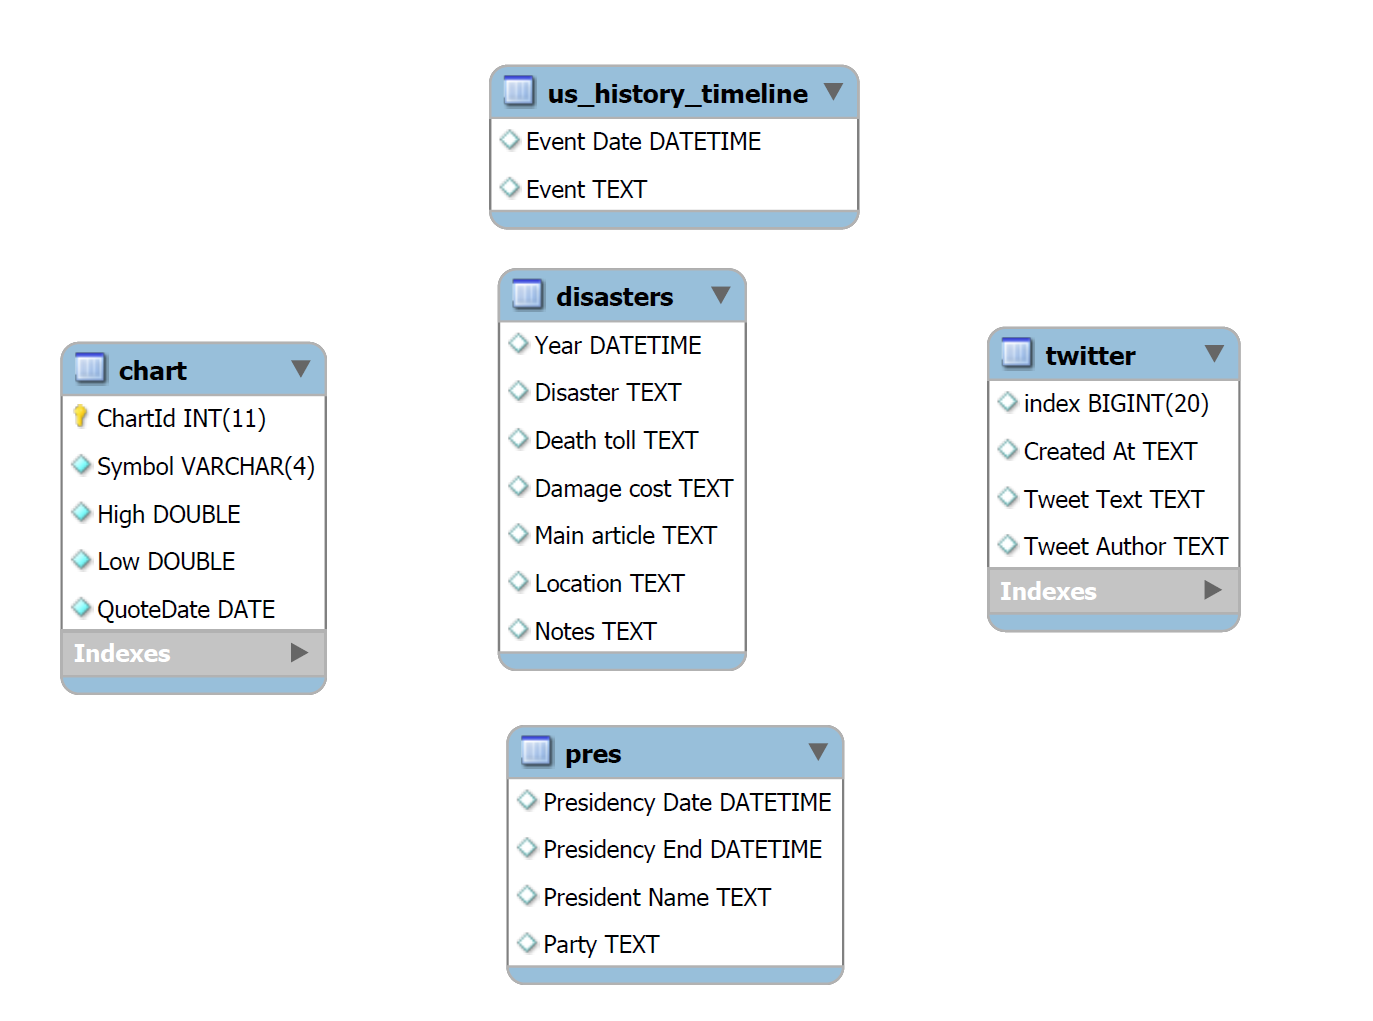 us_history_timeline
Event Date DATETIME
Event TEXT
disasters
Year DATETIME
Disaster TEXT
Death toll TEXT
Damage cost TEXT
Main article TEXT
Location TEXT
Notes TEXT
chart
ChartId INT(11)
Symbol VARCHAR(4)
High DOUBLE
Low DOUBLE
QuoteDate DATE
Indexes
twitter
index BIGINT(20)
Created At TEXT
Tweet Text TEXT
Tweet Author TEXT
Indexes
pres
Presidency Date DATETIME
Presidency End DATETIME
President Name TEXT
Party TEXT